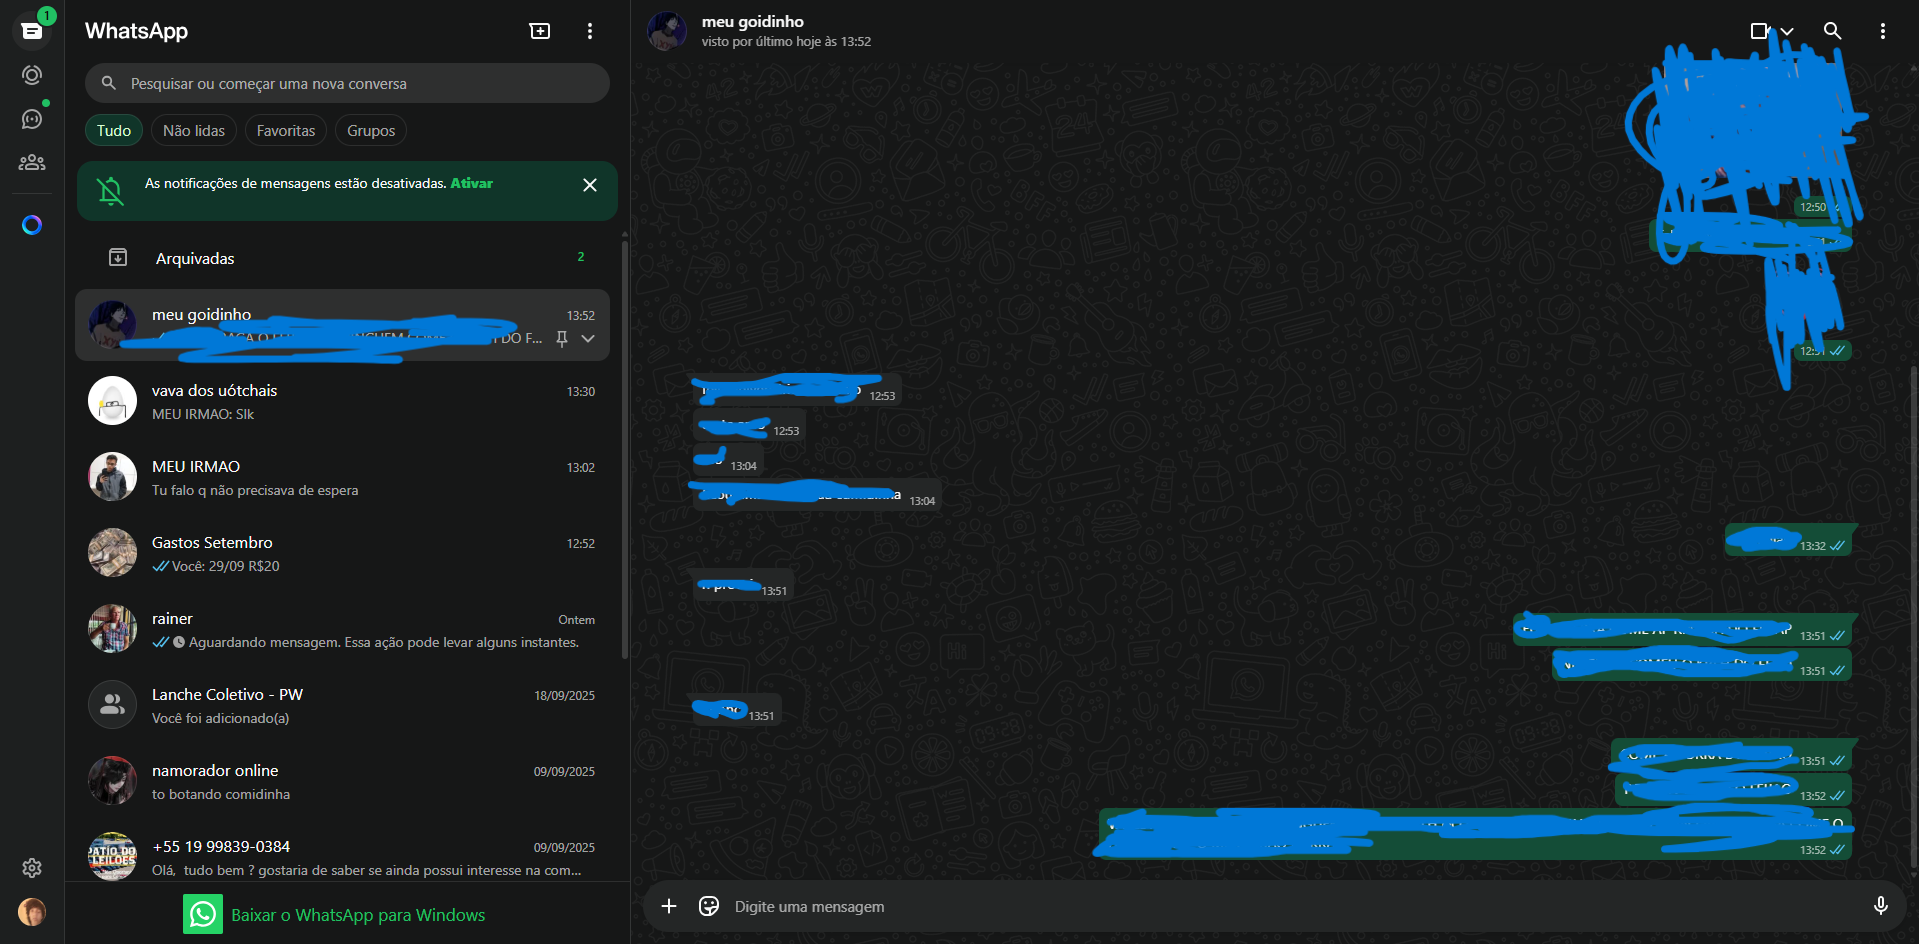 1
WhatsApp
Pesquisar ou começar uma nova conversa
Tudo
Não lidas
Favoritas
Grupos
As notificações de mensagens estão desativadas. Ativar
Arquivadas
2
meu goidinho
13:52
DO F...
vava dos uótchais
13:30
MEU IRMAO: Slk
MEU IRMAO
13:02
Tu falo q não precisava de espera
Gastos Setembro
12:52
Você: 29/09 R$20
rainer
Ontem
Aguardando mensagem. Essa ação pode levar alguns instantes.
Lanche Coletivo - PW
18/09/2025
Você foi adicionado(a)
namorador online
09/09/2025
to botando comidinha
+55 19 99839-0384
09/09/2025
PATIO DO
LEILOES
Olá, tudo bem ? gostaria de saber se ainda possui interesse na com...
Baixar o WhatsApp para Windows
meu goidinho
visto por último hoje às 13:52
12:50
12:51
12:53
12:53
13:04
13:04
13:32
13:51
13:51
13:51
13:51
13:51
13:52
13:52
Digite uma mensagem